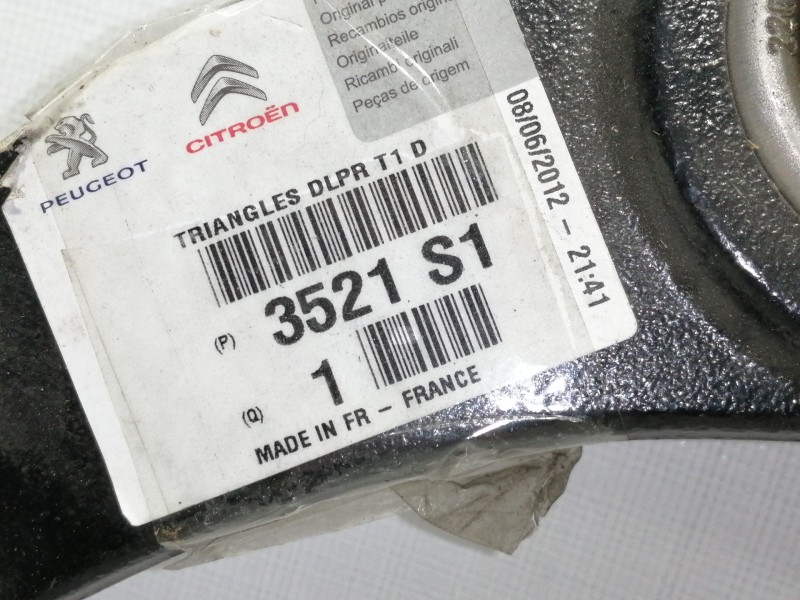 Recambios origin
Originalteile
Ricambi originali
Peças de origem
PEUGEOT
CITROËN
TRIANGLES DLPR T1 D
(P) 3521 S1
(Q) 1
MADE IN FR - FRANCE
08/06/2012 - 21:41